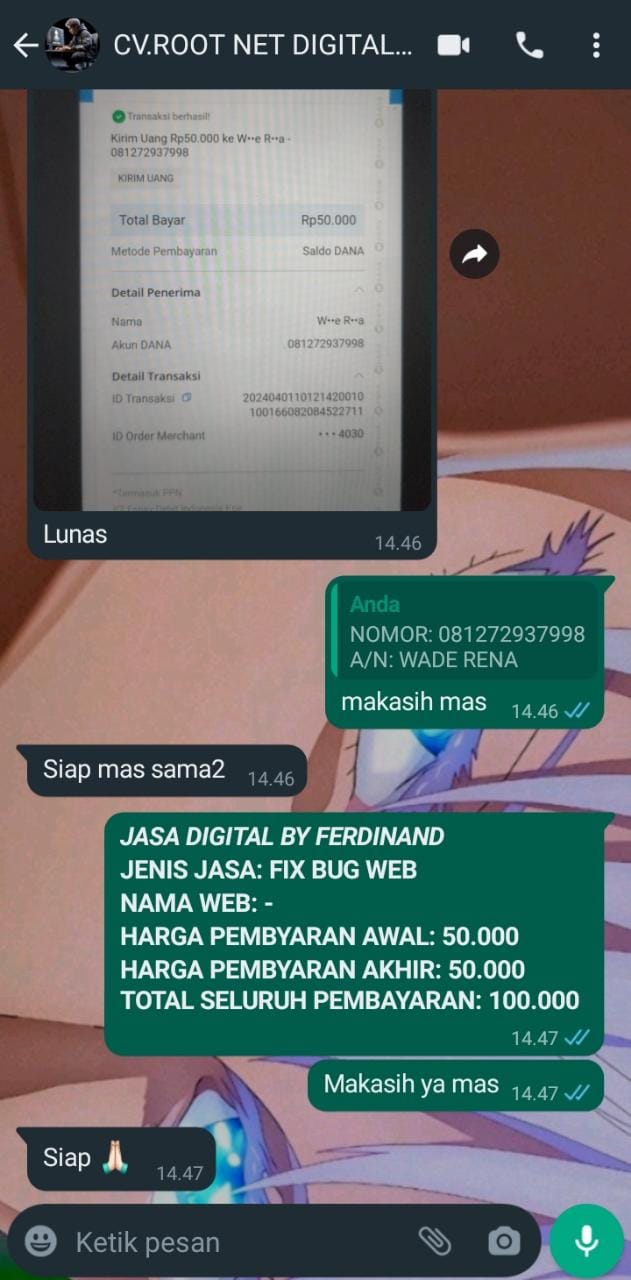 CV.ROOT NET DIGITAL...
Transaksi berhasil!
Kirim Uang Rp50.000 ke W••e R••a -
081272937998
KIRIM UANG
Total Bayar Rp50.000
Metode Pembayaran Saldo DANA
Detail Penerima
Nama W••e R••a
Akun DANA 081272937998
Detail Transaksi
ID Transaksi 2024040110121420010
100166082084522711
ID Order Merchant •••4030
*Termasuk PPN
Lunas
14.46
Anda
NOMOR: 081272937998
A/N: WADE RENA
makasih mas 14.46
Siap mas sama2 14.46
JASA DIGITAL BY FERDINAND
JENIS JASA: FIX BUG WEB
NAMA WEB: -
HARGA PEMBYARAN AWAL: 50.000
HARGA PEMBYARAN AKHIR: 50.000
TOTAL SELURUH PEMBAYARAN: 100.000
14.47
Makasih ya mas 14.47
Siap 🙏🏻 14.47
Ketik pesan